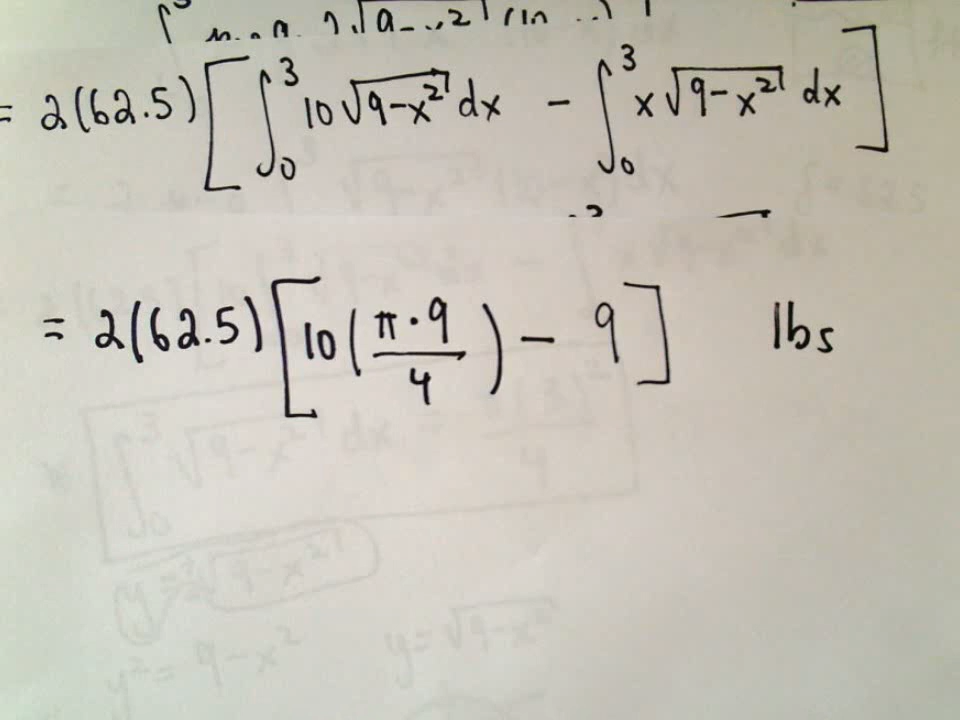 = 2(62.5) [ ∫₀³ 10√(9-x²) dx - ∫₀³ x√(9-x²) dx ]
= 2(62.5) [ 10 ( π·9 / 4 ) - 9 ] lbs